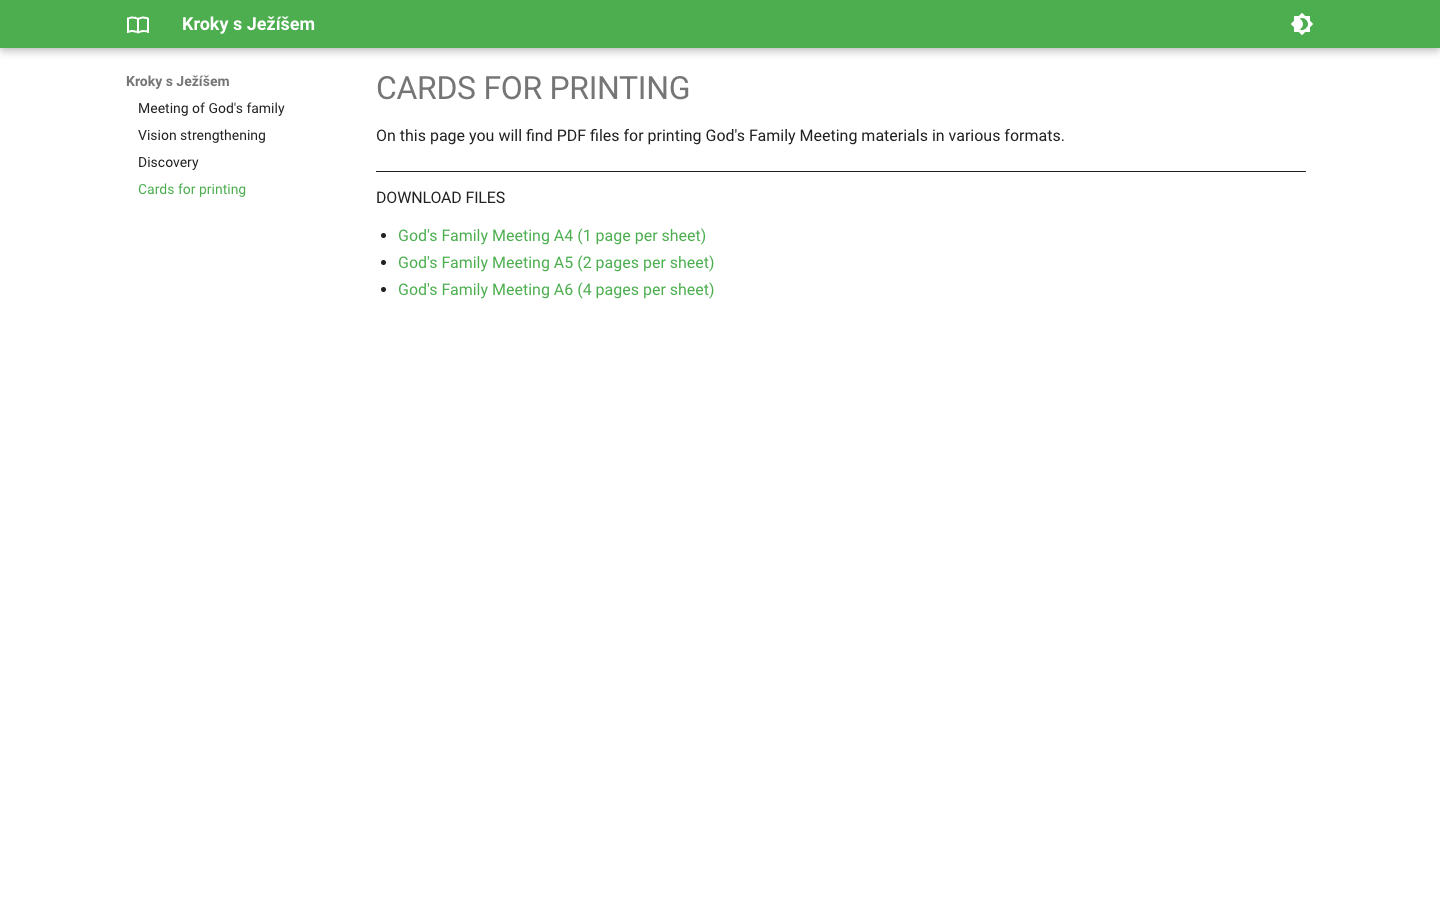 Kroky s Ježíšem
Kroky s Ježíšem
Meeting of God's family
Vision strengthening
Discovery
Cards for printing
CARDS FOR PRINTING
On this page you will find PDF files for printing God's Family Meeting materials in various formats.
DOWNLOAD FILES
God's Family Meeting A4 (1 page per sheet)
God's Family Meeting A5 (2 pages per sheet)
God's Family Meeting A6 (4 pages per sheet)